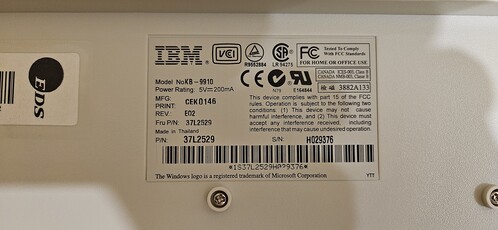 EDS
IBM
VCI
R9552884
LR 94275
FC
Tested To Comply
With FCC Standards
FOR HOME OR OFFICE USE
Model No KB-9910
Power Rating: 5V⎓200mA
CE
N79
E164844
CANADA ICES-003, Class B
CANADA NMB-003, Classe B
3882A133
MFG:
PRINT: CEK0146
REV: E02
Fru P/N: 37L2529
Made in Thailand
This device complies with part 15 of the FCC
rules. Operation is subject to the following two
conditions: (1) This device may not cause
harmful interference, and (2) This device must
accept any interference received, including
interference that may cause undesired operation.
P/N: 37L2529
S/N: H029376
*1S37L2529H029376*
The Windows logo is a registered trademark of Microsoft Corporation
YTT